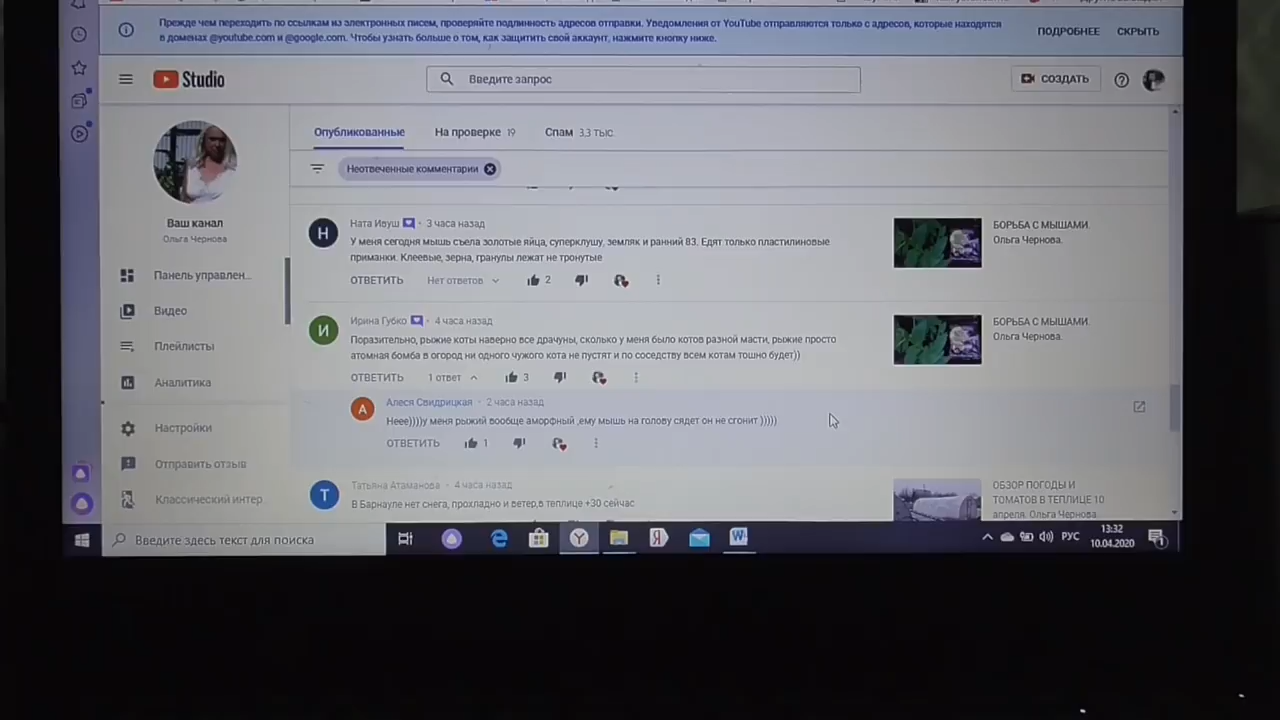 Прежде чем переходить по ссылкам из электронных писем, проверяйте подлинность адресов отправки. Уведомления от YouTube отправляются только с адресов, которые находятся
в доменах @youtube.com и @google.com. Чтобы узнать больше о том, как защитить свой аккаунт, нажмите кнопку ниже.
ПОДРОБНЕЕ
СКРЫТЬ
Studio
Введите запрос
СОЗДАТЬ
Опубликованные
На проверке 19
Спам 3,3 тыс.
Неотвеченные комментарии
Ваш канал
Ольга Чернова
Панель управлен...
Видео
Плейлисты
Аналитика
Настройки
Отправить отзыв
Классический интер
Н
Ната Ивуш · 3 часа назад
У меня сегодня мышь съела золотые яйца, суперклушу, земляк и ранний 83. Едят только пластилиновые
приманки. Клеевые, зерна, гранулы лежат не тронутые
ОТВЕТИТЬ Нет ответов 2
БОРЬБА С МЫШАМИ.
Ольга Чернова.
И
Ирина Губко · 4 часа назад
Поразительно, рыжие коты наверно все драчуны, сколько у меня было котов разной масти, рыжие просто
атомная бомба в огород ни одного чужого кота не пустят и по соседству всем котам тошно будет))
ОТВЕТИТЬ 1 ответ 3
БОРЬБА С МЫШАМИ.
Ольга Чернова.
А
Алеся Свидрицкая · 2 часа назад
Неее))))у меня рыжий вообще аморфный ,ему мышь на голову сядет он не сгонит )))))
ОТВЕТИТЬ 1
Т
Татьяна Атаманова · 4 часа назад
В Барнауле нет снега, прохладно и ветер,в теплице +30 сейчас
ОБЗОР ПОГОДЫ И
ТОМАТОВ В ТЕПЛИЦЕ 10
апреля. Ольга Чернова.
Введите здесь текст для поиска
РУС
13:32
10.04.2020